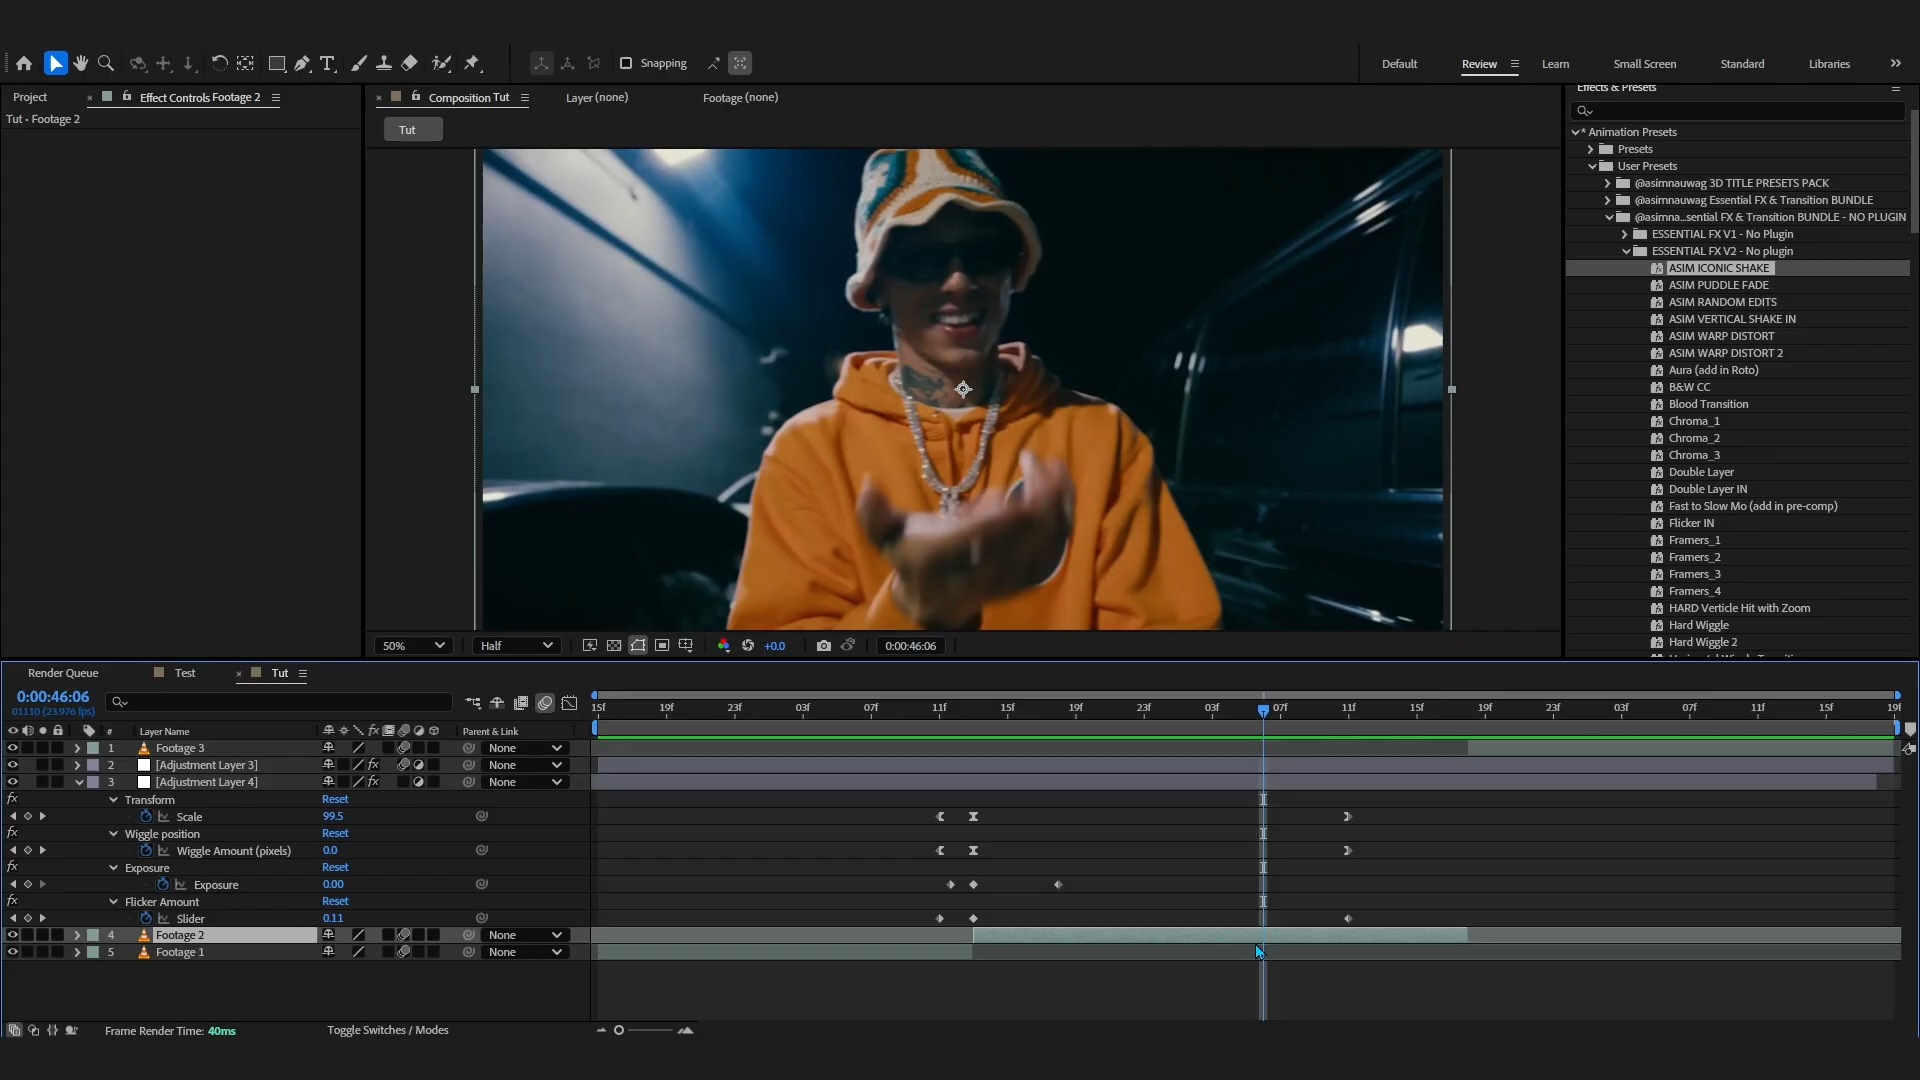 Snapping
Default
Review
Learn
Small Screen
Standard
Libraries
Project
Effect Controls Footage 2
Composition Tut
Layer (none)
Footage (none)
Effects & Presets
Tut • Footage 2
Tut
* Animation Presets
Presets
User Presets
@asimnauwag 3D TITLE PRESETS PACK
@asimnauwag Essential FX & Transition BUNDLE
@asimna...sential FX & Transition BUNDLE - NO PLUGIN
ESSENTIAL FX V1 - No Plugin
ESSENTIAL FX V2 - No plugin
ASIM ICONIC SHAKE
ASIM PUDDLE FADE
ASIM RANDOM EDITS
ASIM VERTICAL SHAKE IN
ASIM WARP DISTORT
ASIM WARP DISTORT 2
Aura (add in Roto)
B&W CC
Blood Transition
Chroma_1
Chroma_2
Chroma_3
Double Layer
Double Layer IN
Fast to Slow Mo (add in pre-comp)
Flicker IN
Framers_1
Framers_2
Framers_3
Framers_4
HARD Verticle Hit with Zoom
Hard Wiggle
Hard Wiggle 2
50%
Half
+0.0
0:00:46:06
Render Queue
Test
Tut
0:00:46:06
01110 (23.976 fps)
15f 19f 23f 03f 07f 11f 15f 19f 23f 03f 07f 11f 15f 19f 23f 03f 07f 11f 15f 19f
# Layer Name Parent & Link
1 Footage 3 None
2 [Adjustment Layer 3] fx None
3 [Adjustment Layer 4] fx None
fx Transform Reset
Scale 99.5
fx Wiggle position Reset
Wiggle Amount (pixels) 0.0
fx Exposure Reset
Exposure 0.00
fx Flicker Amount Reset
Slider 0.11
4 Footage 2 None
5 Footage 1 None
Frame Render Time: 40ms
Toggle Switches / Modes